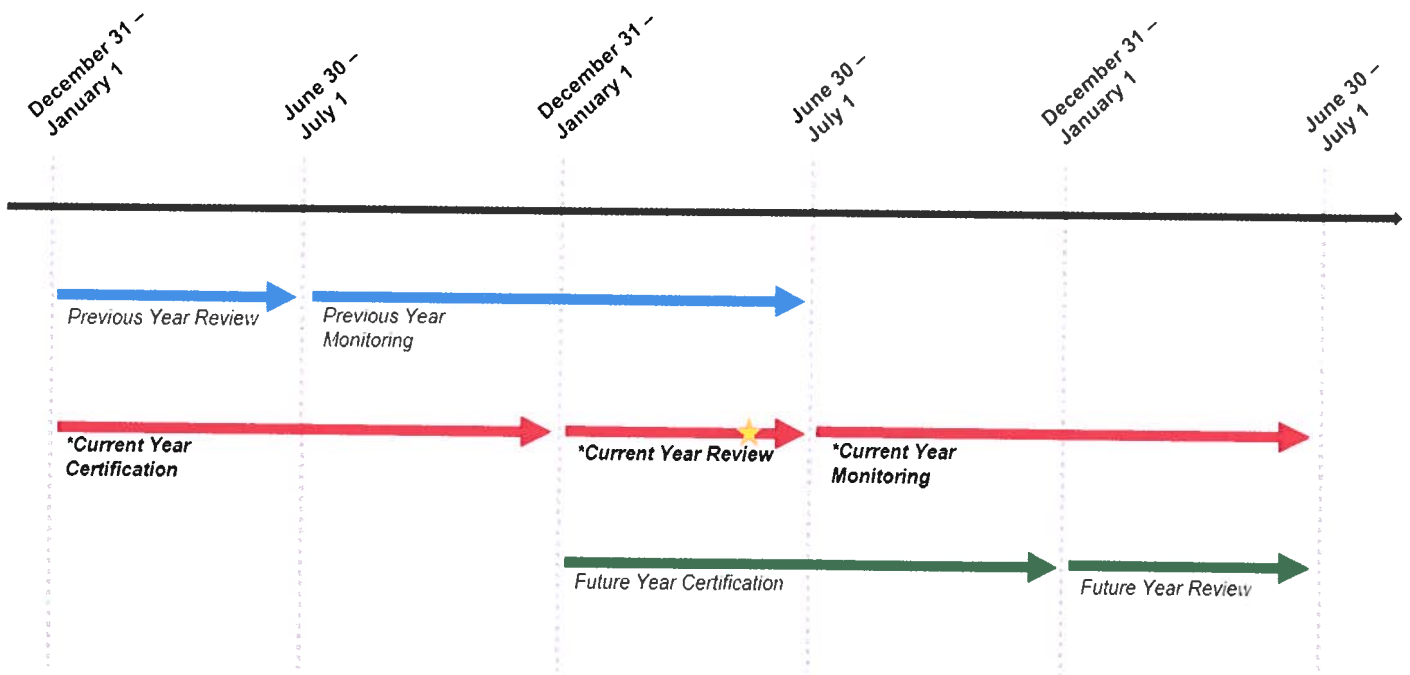 December 31 –
January 1
June 30 –
July 1
December 31 –
January 1
June 30 –
July 1
December 31 –
January 1
June 30 –
July 1
Previous Year Review
Previous Year
Monitoring
*Current Year
Certification
*Current Year Review
*Current Year
Monitoring
Future Year Certification
Future Year Review